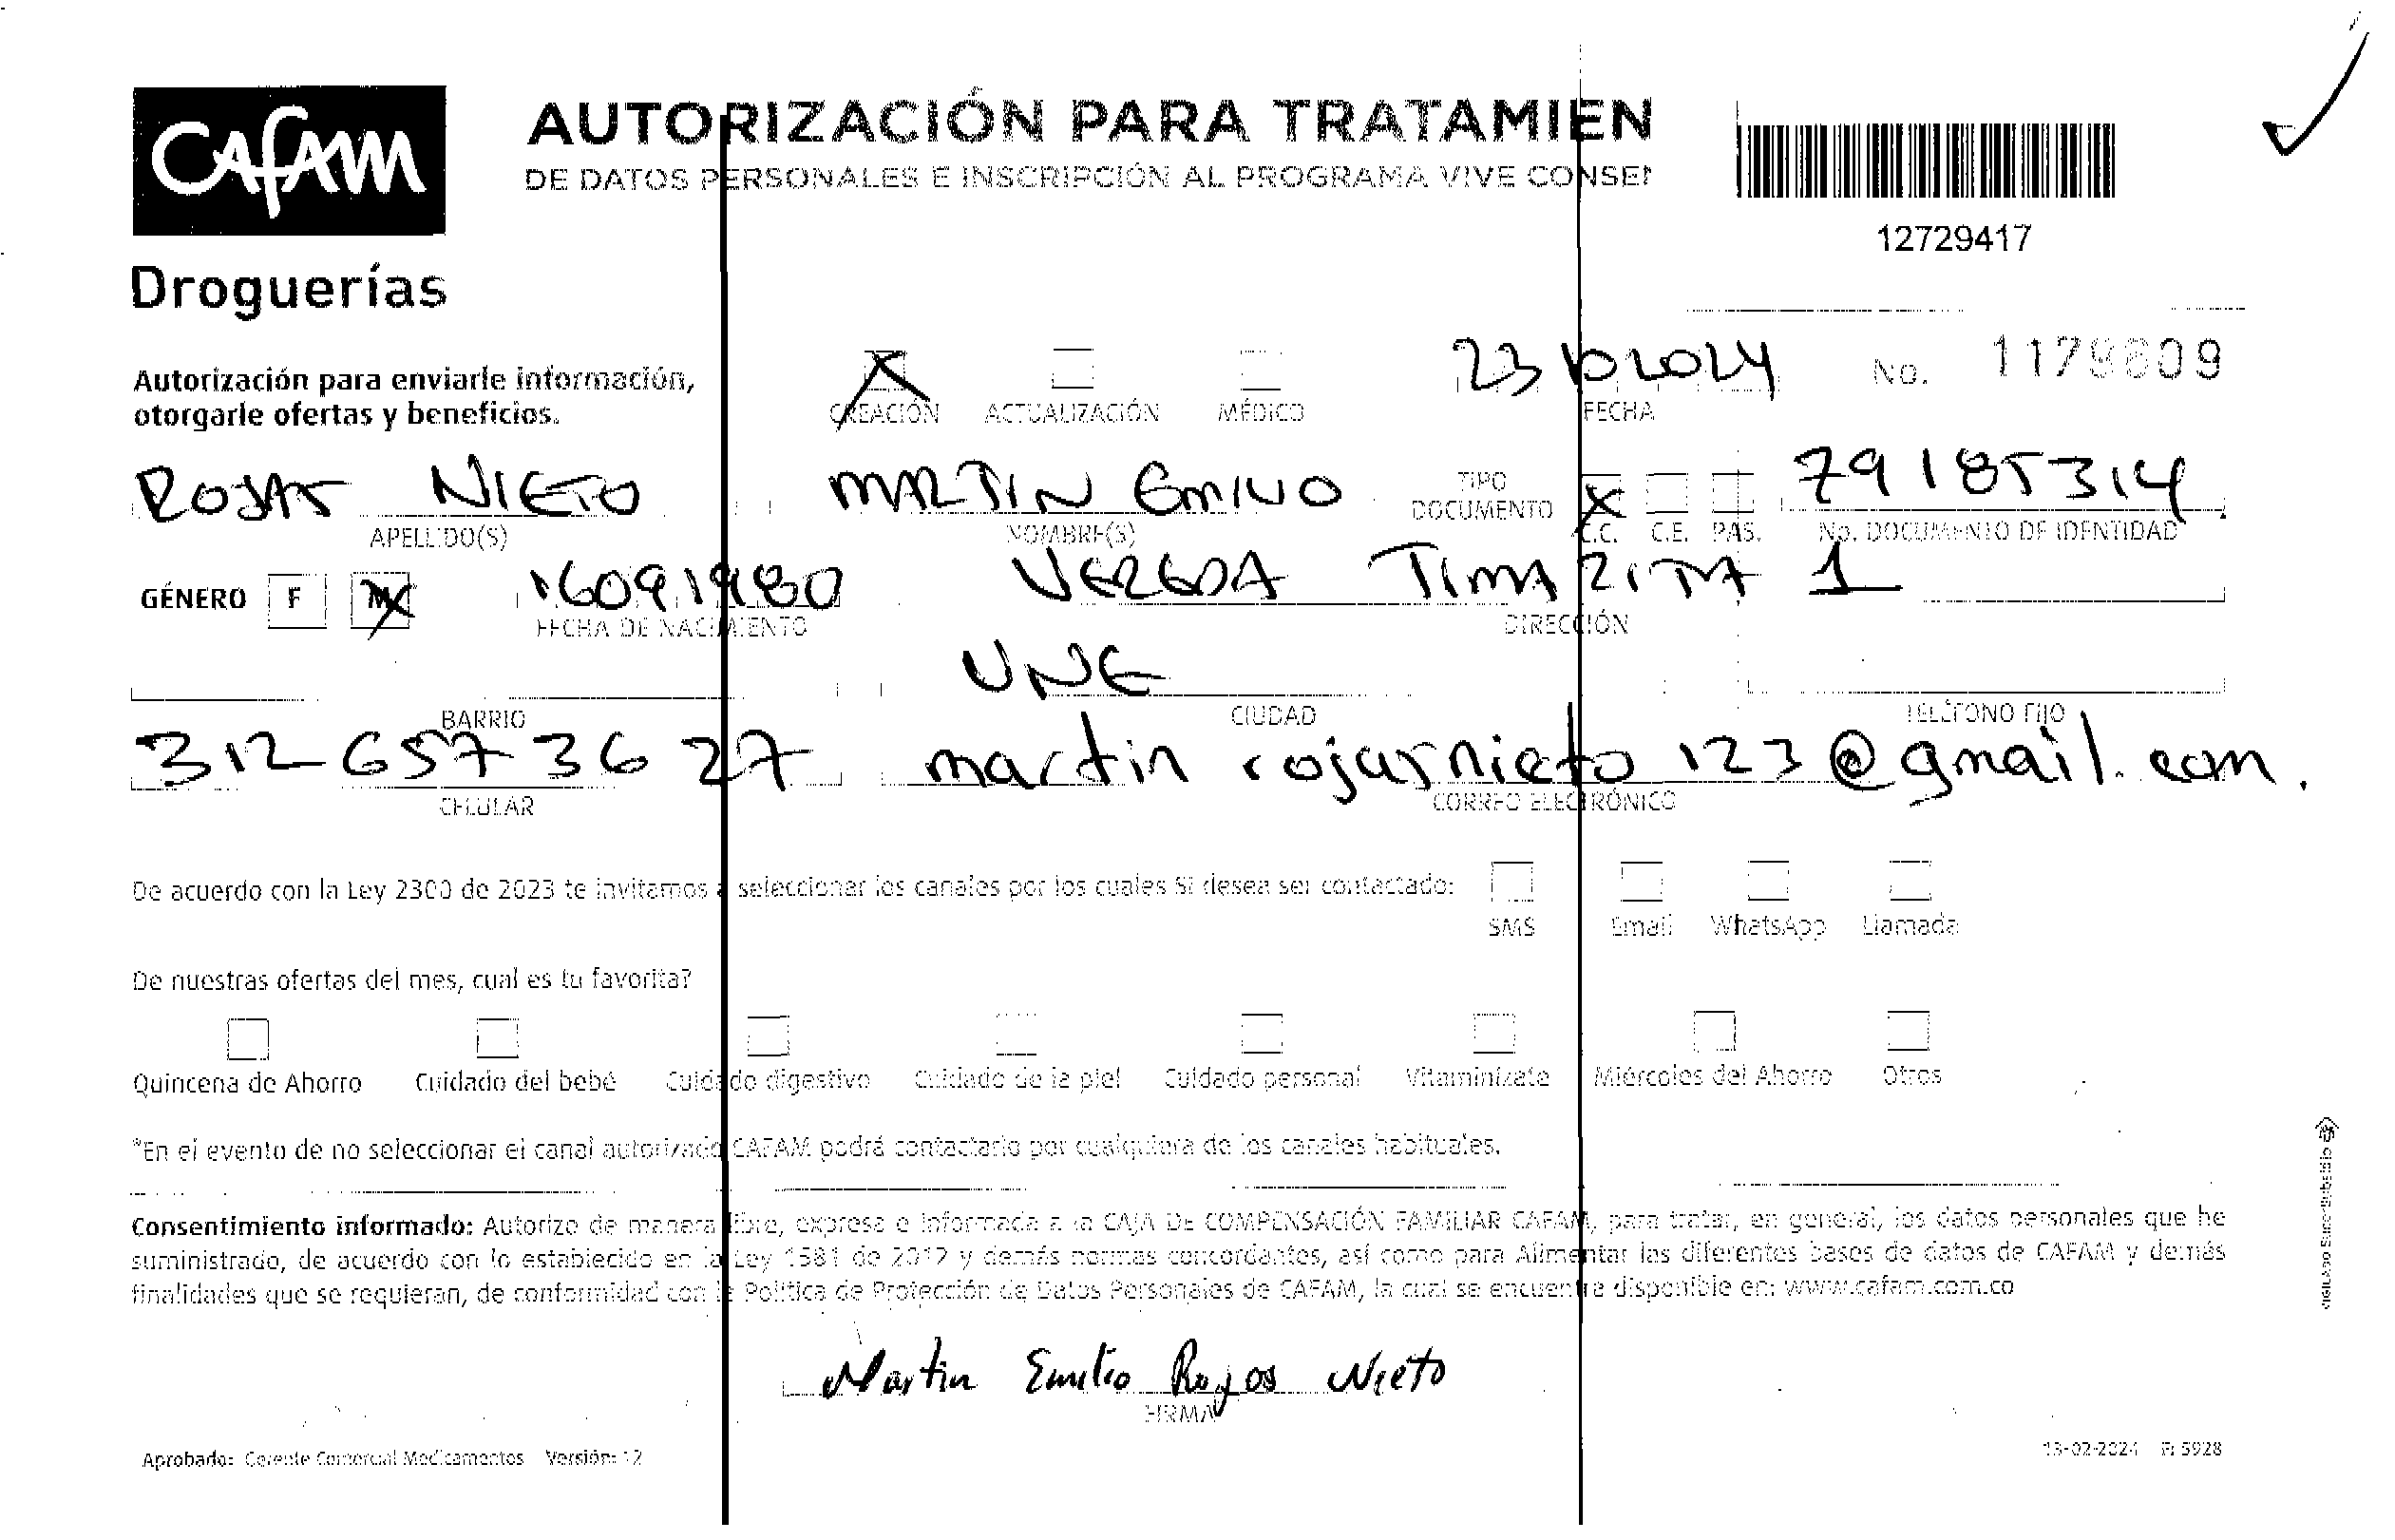 CAFAM
Droguerías
AUTORIZACIÓN PARA TRATAMIEN
DE DATOS PERSONALES E INSCRIPCIÓN AL PROGRAMA VIVE CONSEN
12729417
Autorización para enviarle información,
otorgarle ofertas y beneficios.
X
CREACIÓN ACTUALIZACIÓN MÉDICO
23 10 2024
FECHA
No.
ROJAS NIETO MARTIN EMILIO TIPO DOCUMENTO X 79185314
APELLIDO(S) NOMBRE(S) C.C. C.E. PAS. No. DOCUMENTO DE IDENTIDAD
GÉNERO F M X 16091980 VEREDA TIMASITA 1
FECHA DE NACIMIENTO DIRECCIÓN
UNE
BARRIO CIUDAD TELÉFONO FIJO
312 657 36 27 martin rojasnieto 123@gmail.com.
CELULAR CORREO ELECTRÓNICO
De acuerdo con la Ley 2300 de 2023 te invitamos a seleccionar los canales por los cuales Si desea ser contactado:
SMS Email WhatsApp Llamada
De nuestras ofertas del mes, cual es tu favorita?
Quincena de Ahorro Cuidado del bebé Cuidado digestivo Cuidado de la piel Cuidado personal Vitaminízate Miércoles del Ahorro Otros
*En el evento de no seleccionar el canal autorizado CAFAM podrá contactarlo por cualquiera de los canales habituales.
Consentimiento informado: Autorizo de manera libre, expresa e informada a la CAJA DE COMPENSACIÓN FAMILIAR CAFAM, para tratar, en general, los datos personales que he
suministrado, de acuerdo con lo establecido en la Ley 1581 de 2012 y demás normas concordantes, así como para Alimentar las diferentes bases de datos de CAFAM y demás
finalidades que se requieran, de conformidad con la Política de Protección de Datos Personales de CAFAM, la cual se encuentra disponible en: www.cafam.com.co
Martin Emilio Rojas Nieto
FIRMA
Aprobado: Gerente Comercial Medicamentos Versión: 12
13-02-2024 F: 5928
VIGILADO SuperSubsidio